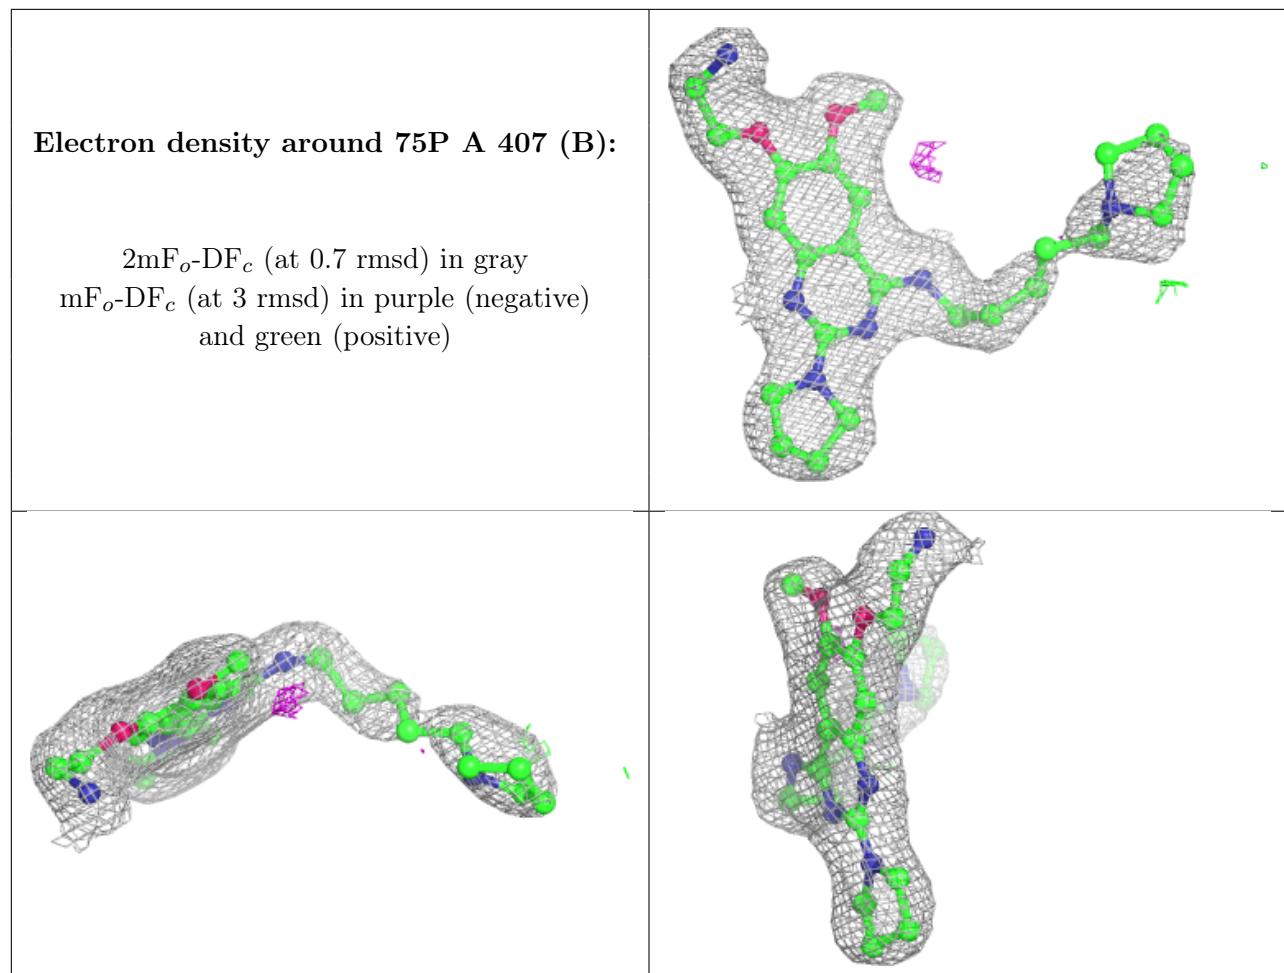 Electron density around 75P A 407 (B):
2mFo-DFc (at 0.7 rmsd) in gray
mFo-DFc (at 3 rmsd) in purple (negative)
and green (positive)